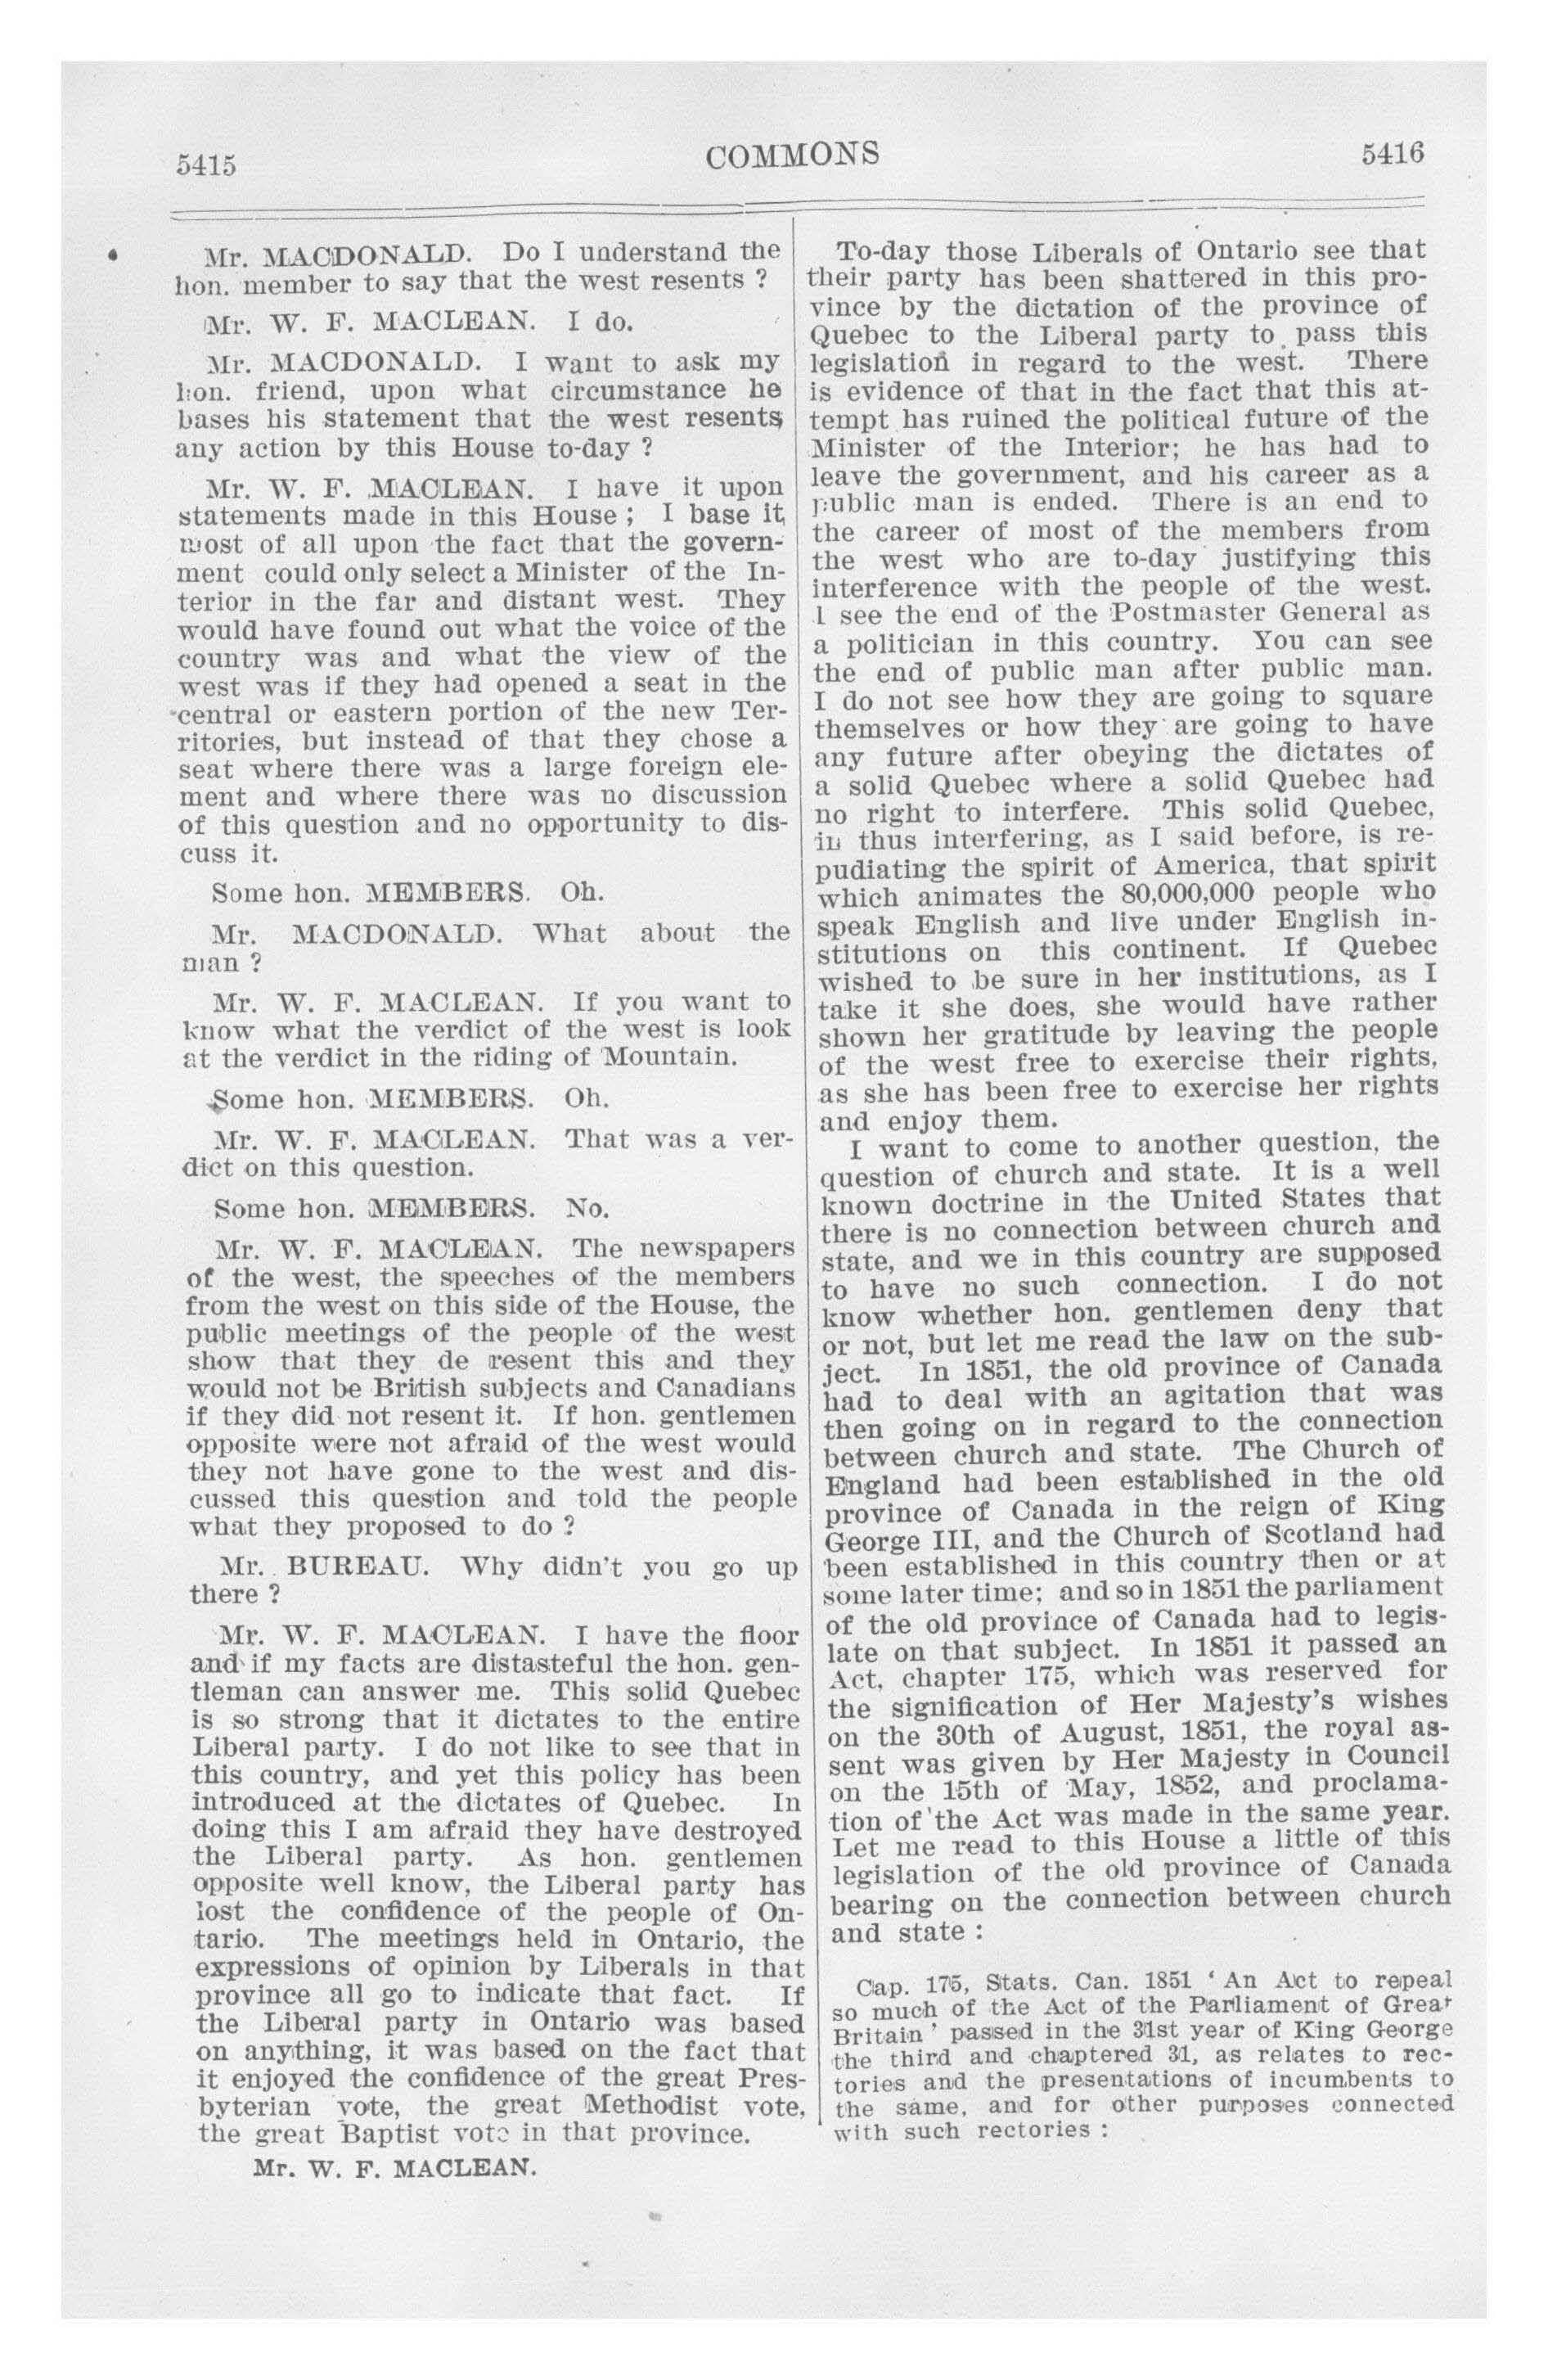 5415
COMMONS
5416
Mr. MACDONALD. Do I understand the
hon. member to say that the west resents ?
Mr. W. F. MACLEAN. I do.
Mr. MACDONALD. I want to ask my
hon. friend, upon what circumstance he
bases his statement that the west resents
any action by this House to-day ?
Mr. W. F. MACLEAN. I have it upon
statements made in this House ; I base it
most of all upon the fact that the govern-
ment could only select a Minister of the In-
terior in the far and distant west. They
would have found out what the voice of the
country was and what the view of the
west was if they had opened a seat in the
central or eastern portion of the new Ter-
ritories, but instead of that they chose a
seat where there was a large foreign ele-
ment and where there was no discussion
of this question and no opportunity to dis-
cuss it.
Some hon. MEMBERS. Oh.
Mr. MACDONALD. What about the
man ?
Mr. W. F. MACLEAN. If you want to
know what the verdict of the west is look
at the verdict in the riding of Mountain.
Some hon. MEMBERS. Oh.
Mr. W. F. MACLEAN. That was a ver-
dict on this question.
Some hon. MEMBERS. No.
Mr. W. F. MACLEAN. The newspapers
of the west, the speeches of the members
from the west on this side of the House, the
public meetings of the people of the west
show that they de resent this and they
would not be British subjects and Canadians
if they did not resent it. If hon. gentlemen
opposite were not afraid of the west would
they not have gone to the west and dis-
cussed this question and told the people
what they proposed to do ?
Mr. BUREAU. Why didn't you go up
there ?
Mr. W. F. MACLEAN. I have the floor
and if my facts are distasteful the hon. gen-
tleman can answer me. This solid Quebec
is so strong that it dictates to the entire
Liberal party. I do not like to see that in
this country, and yet this policy has been
introduced at the dictates of Quebec. In
doing this I am afraid they have destroyed
the Liberal party. As hon. gentlemen
opposite well know, the Liberal party has
lost the confidence of the people of On-
tario. The meetings held in Ontario, the
expressions of opinion by Liberals in that
province all go to indicate that fact. If
the Liberal party in Ontario was based
on anything, it was based on the fact that
it enjoyed the confidence of the great Pres-
byterian vote, the great Methodist vote,
the great Baptist vote in that province.
Mr. W. F. MACLEAN.
To-day those Liberals of Ontario see that
their party has been shattered in this pro-
vince by the dictation of the province of
Quebec to the Liberal party to pass this
legislation in regard to the west. There
is evidence of that in the fact that this at-
tempt has ruined the political future of the
Minister of the Interior; he has had to
leave the government, and his career as a
public man is ended. There is an end to
the career of most of the members from
the west who are to-day justifying this
interference with the people of the west.
I see the end of the Postmaster General as
a politician in this country. You can see
the end of public man after public man.
I do not see how they are going to square
themselves or how they are going to have
any future after obeying the dictates of
a solid Quebec where a solid Quebec had
no right to interfere. This solid Quebec,
in thus interfering, as I said before, is re-
pudiating the spirit of America, that spirit
which animates the 80,000,000 people who
speak English and live under English in-
stitutions on this continent. If Quebec
wished to be sure in her institutions, as I
take it she does, she would have rather
shown her gratitude by leaving the people
of the west free to exercise their rights,
as she has been free to exercise her rights
and enjoy them.
I want to come to another question, the
question of church and state. It is a well
known doctrine in the United States that
there is no connection between church and
state, and we in this country are supposed
to have no such connection. I do not
know whether hon. gentlemen deny that
or not, but let me read the law on the sub-
ject. In 1851, the old province of Canada
had to deal with an agitation that was
then going on in regard to the connection
between church and state. The Church of
England had been established in the old
province of Canada in the reign of King
George III, and the Church of Scotland had
been established in this country then or at
some later time; and so in 1851 the parliament
of the old province of Canada had to legis-
late on that subject. In 1851 it passed an
Act, chapter 175, which was reserved for
the signification of Her Majesty's wishes
on the 30th of August, 1851, the royal as-
sent was given by Her Majesty in Council
on the 15th of May, 1852, and proclama-
tion of the Act was made in the same year.
Let me read to this House a little of this
legislation of the old province of Canada
bearing on the connection between church
and state :
Cap. 175, Stats. Can. 1851 ' An Act to repeal
so much of the Act of the Parliament of Great
Britain ' passed in the 31st year of King George
the third and chaptered 31, as relates to rec-
tories and the presentations of incumbents to
the same, and for other purposes connected
with such rectories :